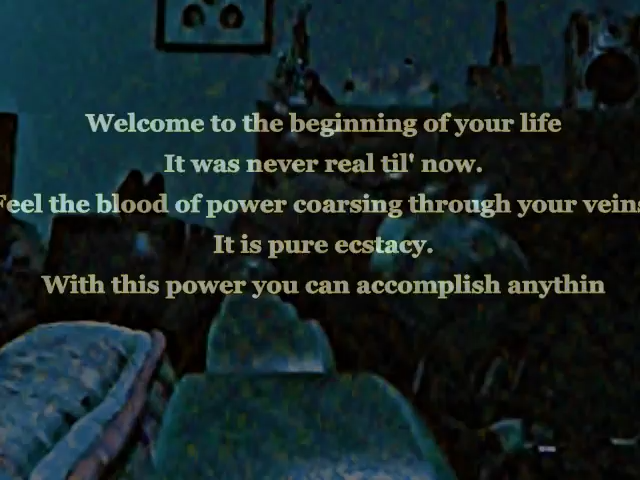 Welcome to the beginning of your life
It was never real til' now.
Feel the blood of power coarsing through your veins
It is pure ecstacy.
With this power you can accomplish anythin